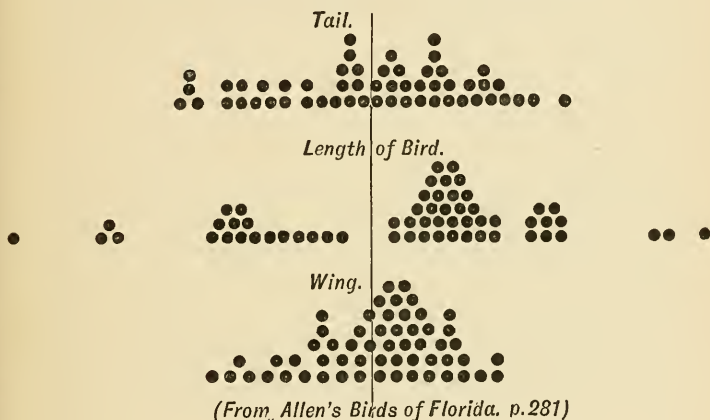 Tail.
Length of Bird.
Wing.
(From Allen's Birds of Florida. p.281)